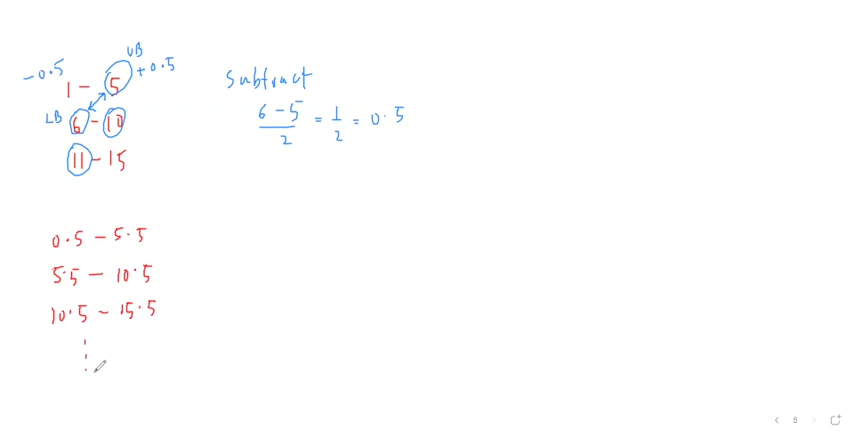 UB
-0.5 +0.5
1 - 5
LB 6 - 10
11 - 15
Subtract
6 - 5 / 2 = 1 / 2 = 0.5
0.5 - 5.5
5.5 - 10.5
10.5 - 15.5
5